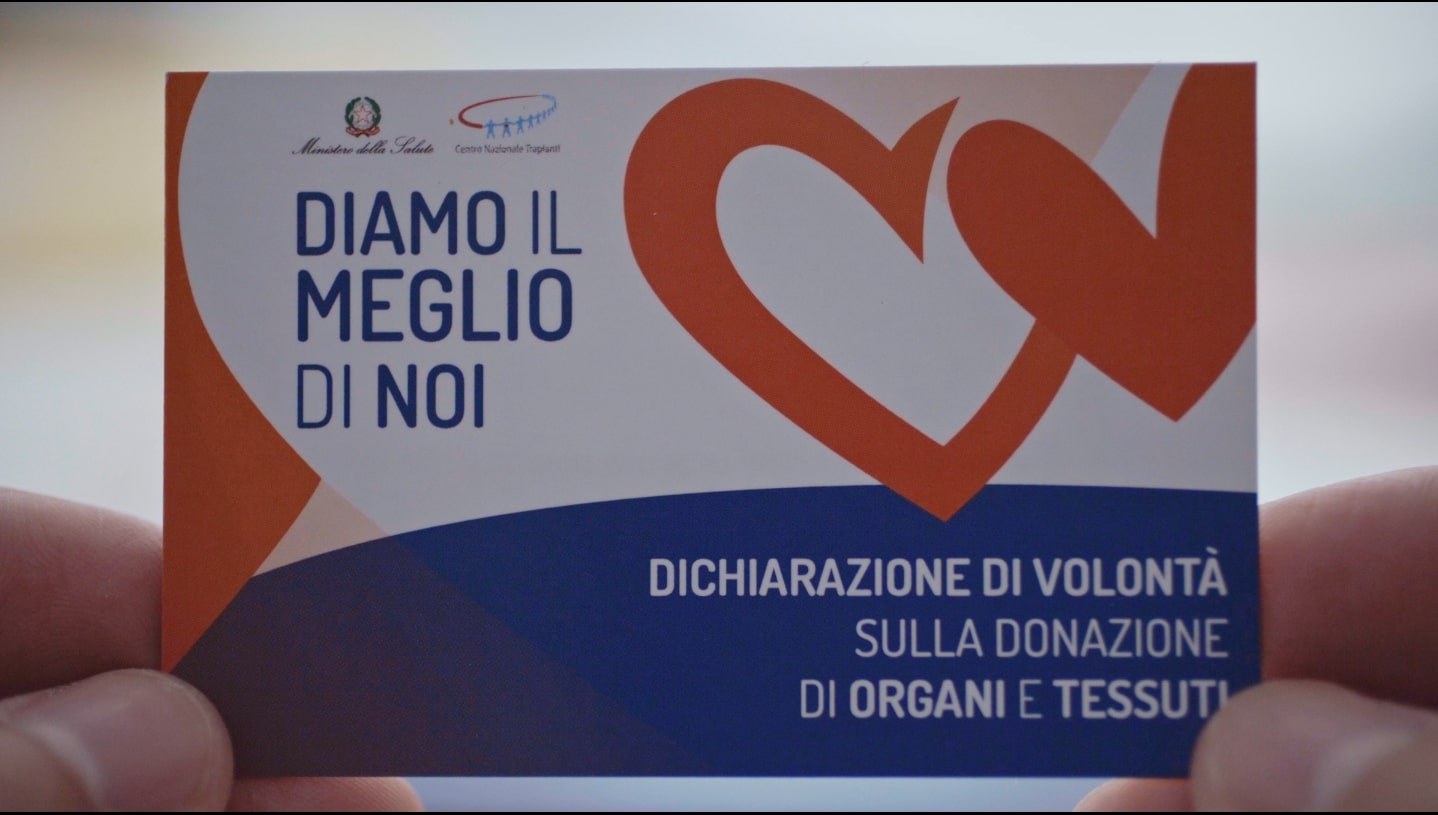 Ministero della Salute
Centro Nazionale Trapianti
DIAMO IL
MEGLIO
DI NOI
DICHIARAZIONE DI VOLONTÀ
SULLA DONAZIONE
DI ORGANI E TESSUTI